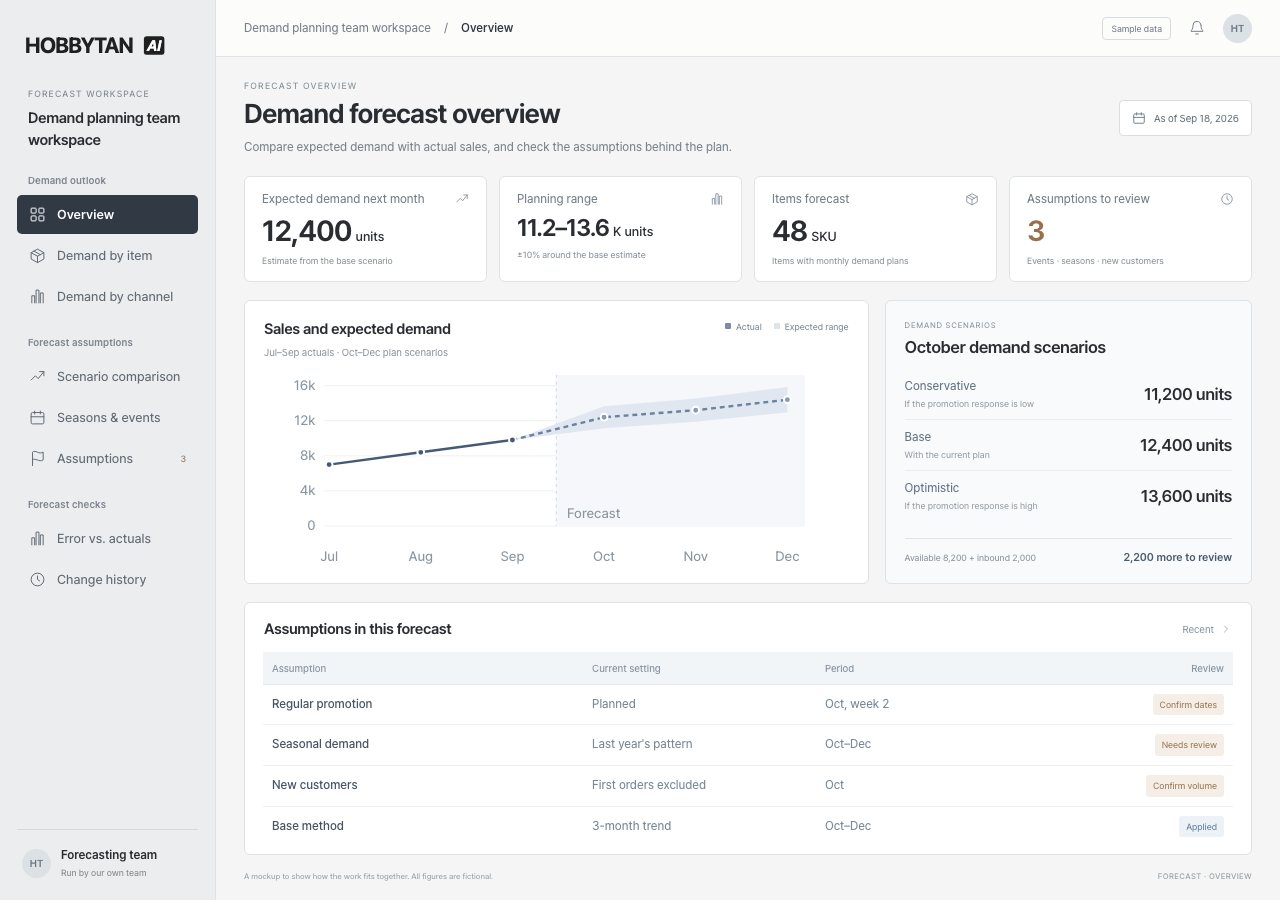 HOBBYTAN AI
FORECAST WORKSPACE
Demand planning team
workspace
Demand outlook
Overview
Demand by item
Demand by channel
Forecast assumptions
Scenario comparison
Seasons & events
Assumptions 3
Forecast checks
Error vs. actuals
Change history
HT Forecasting team
Run by our own team
Demand planning team workspace / Overview
Sample data HT
FORECAST OVERVIEW
Demand forecast overview
Compare expected demand with actual sales, and check the assumptions behind the plan.
As of Sep 18, 2026
Expected demand next month
12,400 units
Estimate from the base scenario
Planning range
11.2–13.6 K units
±10% around the base estimate
Items forecast
48 SKU
Items with monthly demand plans
Assumptions to review
3
Events · seasons · new customers
Sales and expected demand
Actual Expected range
Jul–Sep actuals · Oct–Dec plan scenarios
16k
12k
8k
4k
0
Forecast
Jul Aug Sep Oct Nov Dec
DEMAND SCENARIOS
October demand scenarios
Conservative
If the promotion response is low
11,200 units
Base
With the current plan
12,400 units
Optimistic
If the promotion response is high
13,600 units
Available 8,200 + inbound 2,000 2,200 more to review
Assumptions in this forecast
Recent
Assumption Current setting Period Review
Regular promotion Planned Oct, week 2 Confirm dates
Seasonal demand Last year's pattern Oct–Dec Needs review
New customers First orders excluded Oct Confirm volume
Base method 3-month trend Oct–Dec Applied
A mockup to show how the work fits together. All figures are fictional.
FORECAST · OVERVIEW